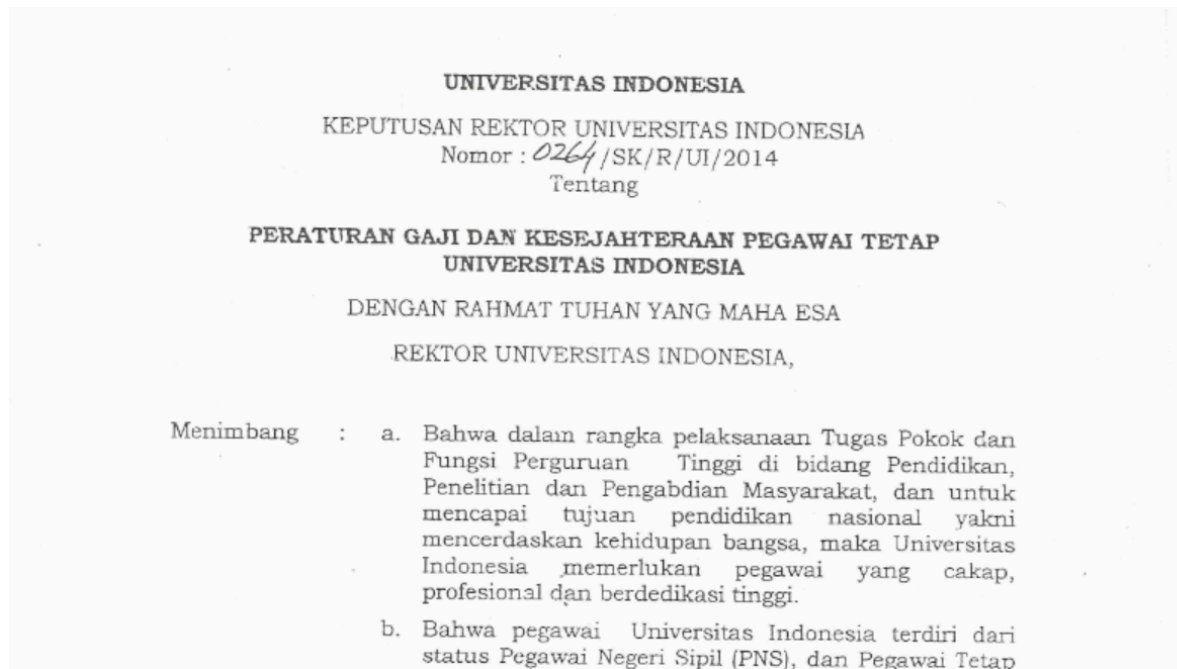 UNIVERSITAS INDONESIA
KEPUTUSAN REKTOR UNIVERSITAS INDONESIA
Nomor : 0264/SK/R/UI/2014
Tentang
PERATURAN GAJI DAN KESEJAHTERAAN PEGAWAI TETAP
UNIVERSITAS INDONESIA
DENGAN RAHMAT TUHAN YANG MAHA ESA
REKTOR UNIVERSITAS INDONESIA,
Menimbang : a. Bahwa dalam rangka pelaksanaan Tugas Pokok dan
Fungsi Perguruan Tinggi di bidang Pendidikan,
Penelitian dan Pengabdian Masyarakat, dan untuk
mencapai tujuan pendidikan nasional yakni
mencerdaskan kehidupan bangsa, maka Universitas
Indonesia memerlukan pegawai yang cakap,
profesional dan berdedikasi tinggi.
b. Bahwa pegawai Universitas Indonesia terdiri dari
status Pegawai Negeri Sipil (PNS), dan Pegawai Tetap